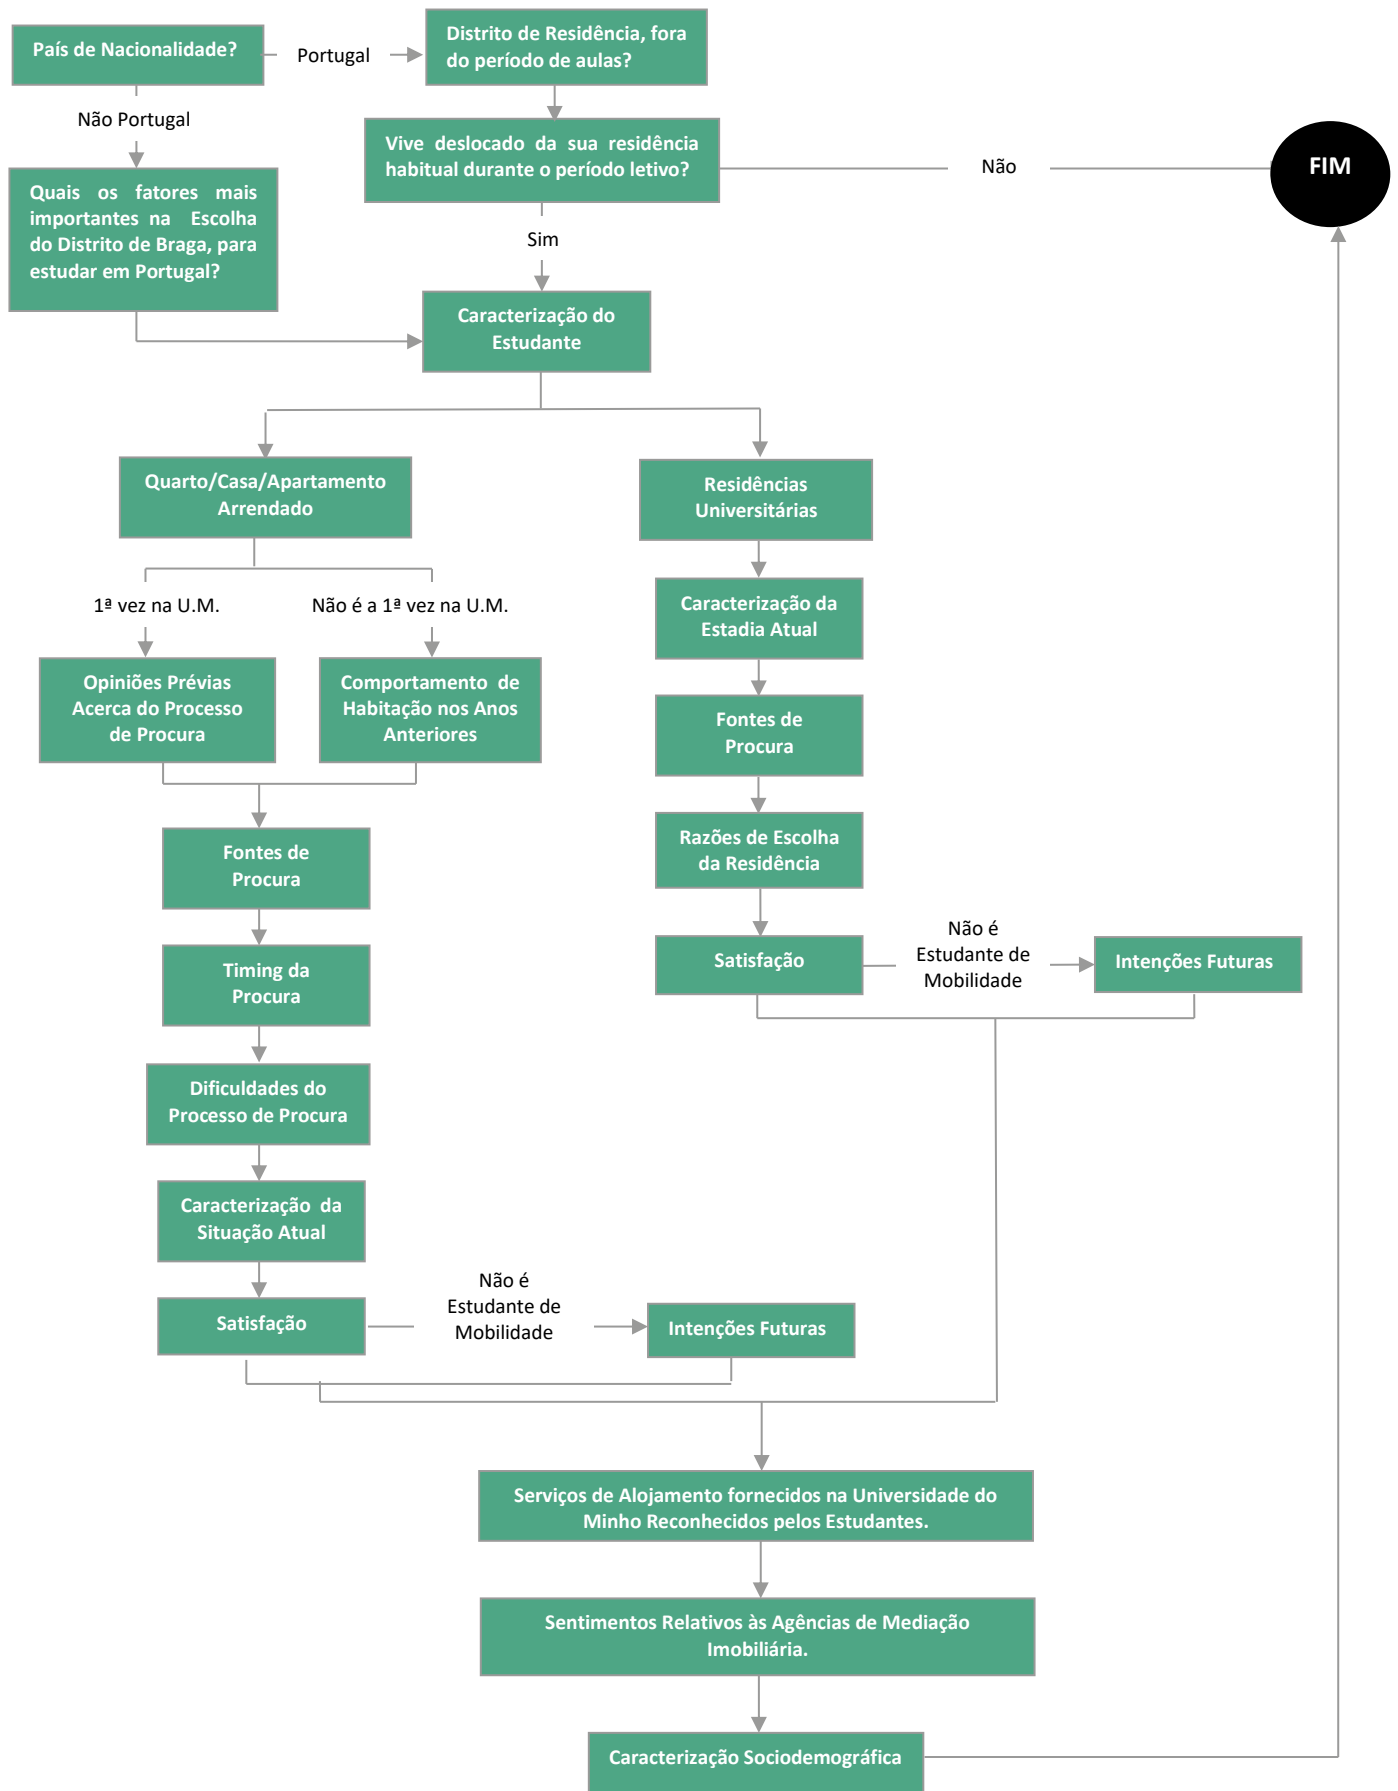 País de Nacionalidade?
Portugal
Distrito de Residência, fora
do período de aulas?
Não Portugal
Vive deslocado da sua residência
habitual durante o período letivo?
Não
FIM
Quais os fatores mais
importantes na Escolha
do Distrito de Braga, para
estudar em Portugal?
Sim
Caracterização do
Estudante
Quarto/Casa/Apartamento
Arrendado
Residências
Universitárias
1ª vez na U.M.
Não é a 1ª vez na U.M.
Caracterização da
Estadia Atual
Opiniões Prévias
Acerca do Processo
de Procura
Comportamento de
Habitação nos Anos
Anteriores
Fontes de
Procura
Fontes de
Procura
Razões de Escolha
da Residência
Timing da
Procura
Satisfação
Não é
Estudante de
Mobilidade
Intenções Futuras
Dificuldades do
Processo de Procura
Caracterização da
Situação Atual
Satisfação
Não é
Estudante de
Mobilidade
Intenções Futuras
Serviços de Alojamento fornecidos na Universidade do
Minho Reconhecidos pelos Estudantes.
Sentimentos Relativos às Agências de Mediação
Imobiliária.
Caracterização Sociodemográfica